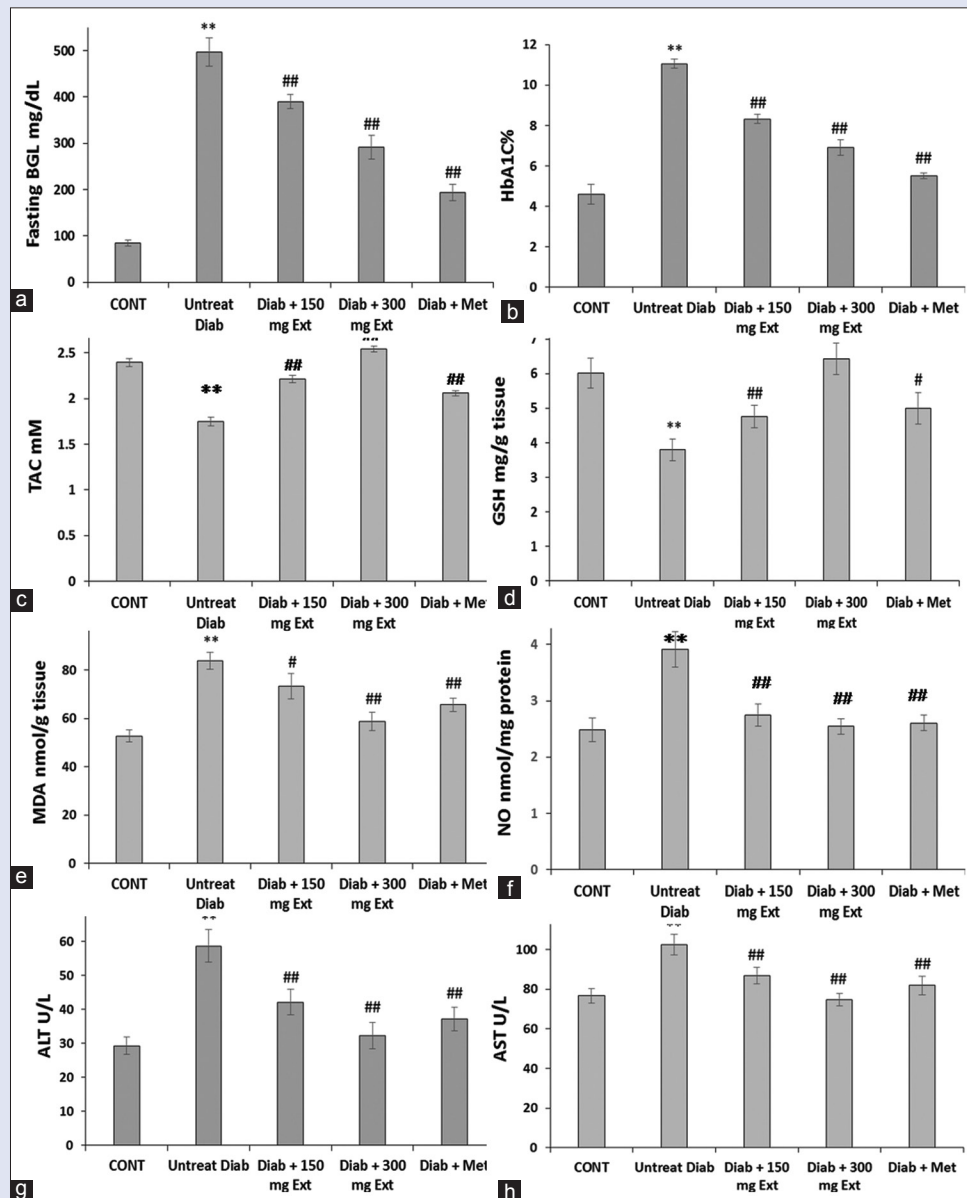 Fasting BGL mg/dL
500
400
300
200
100
0
**
##
##
##
CONT
Untreat Diab
Diab + 150 mg Ext
Diab + 300 mg Ext
Diab + Met
a
HbA1C%
12
10
8
6
4
2
0
**
##
##
##
CONT
Untreat Diab
Diab + 150 mg Ext
Diab + 300 mg Ext
Diab + Met
b
TAC mM
2.5
2
1.5
1
0.5
0
**
##
##
##
CONT
Untreat Diab
Diab + 150 mg Ext
Diab + 300 mg Ext
Diab + Met
c
GSH mg/g tissue
7
6
5
4
3
2
1
0
**
##
#
CONT
Untreat Diab
Diab + 150 mg Ext
Diab + 300 mg Ext
Diab + Met
d
MDA nmol/g tissue
80
60
40
20
0
**
#
##
##
CONT
Untreat Diab
Diab + 150 mg Ext
Diab + 300 mg Ext
Diab + Met
e
NO nmol/mg protein
4
3
2
1
0
**
##
##
##
CONT
Untreat Diab
Diab + 150 mg Ext
Diab + 300 mg Ext
Diab + Met
f
ALT U/L
60
50
40
30
20
10
0
**
##
##
##
CONT
Untreat Diab
Diab + 150 mg Ext
Diab + 300 mg Ext
Diab + Met
g
AST U/L
100
80
60
40
20
0
**
##
##
##
CONT
Untreat Diab
Diab + 150 mg Ext
Diab + 300 mg Ext
Diab + Met
h